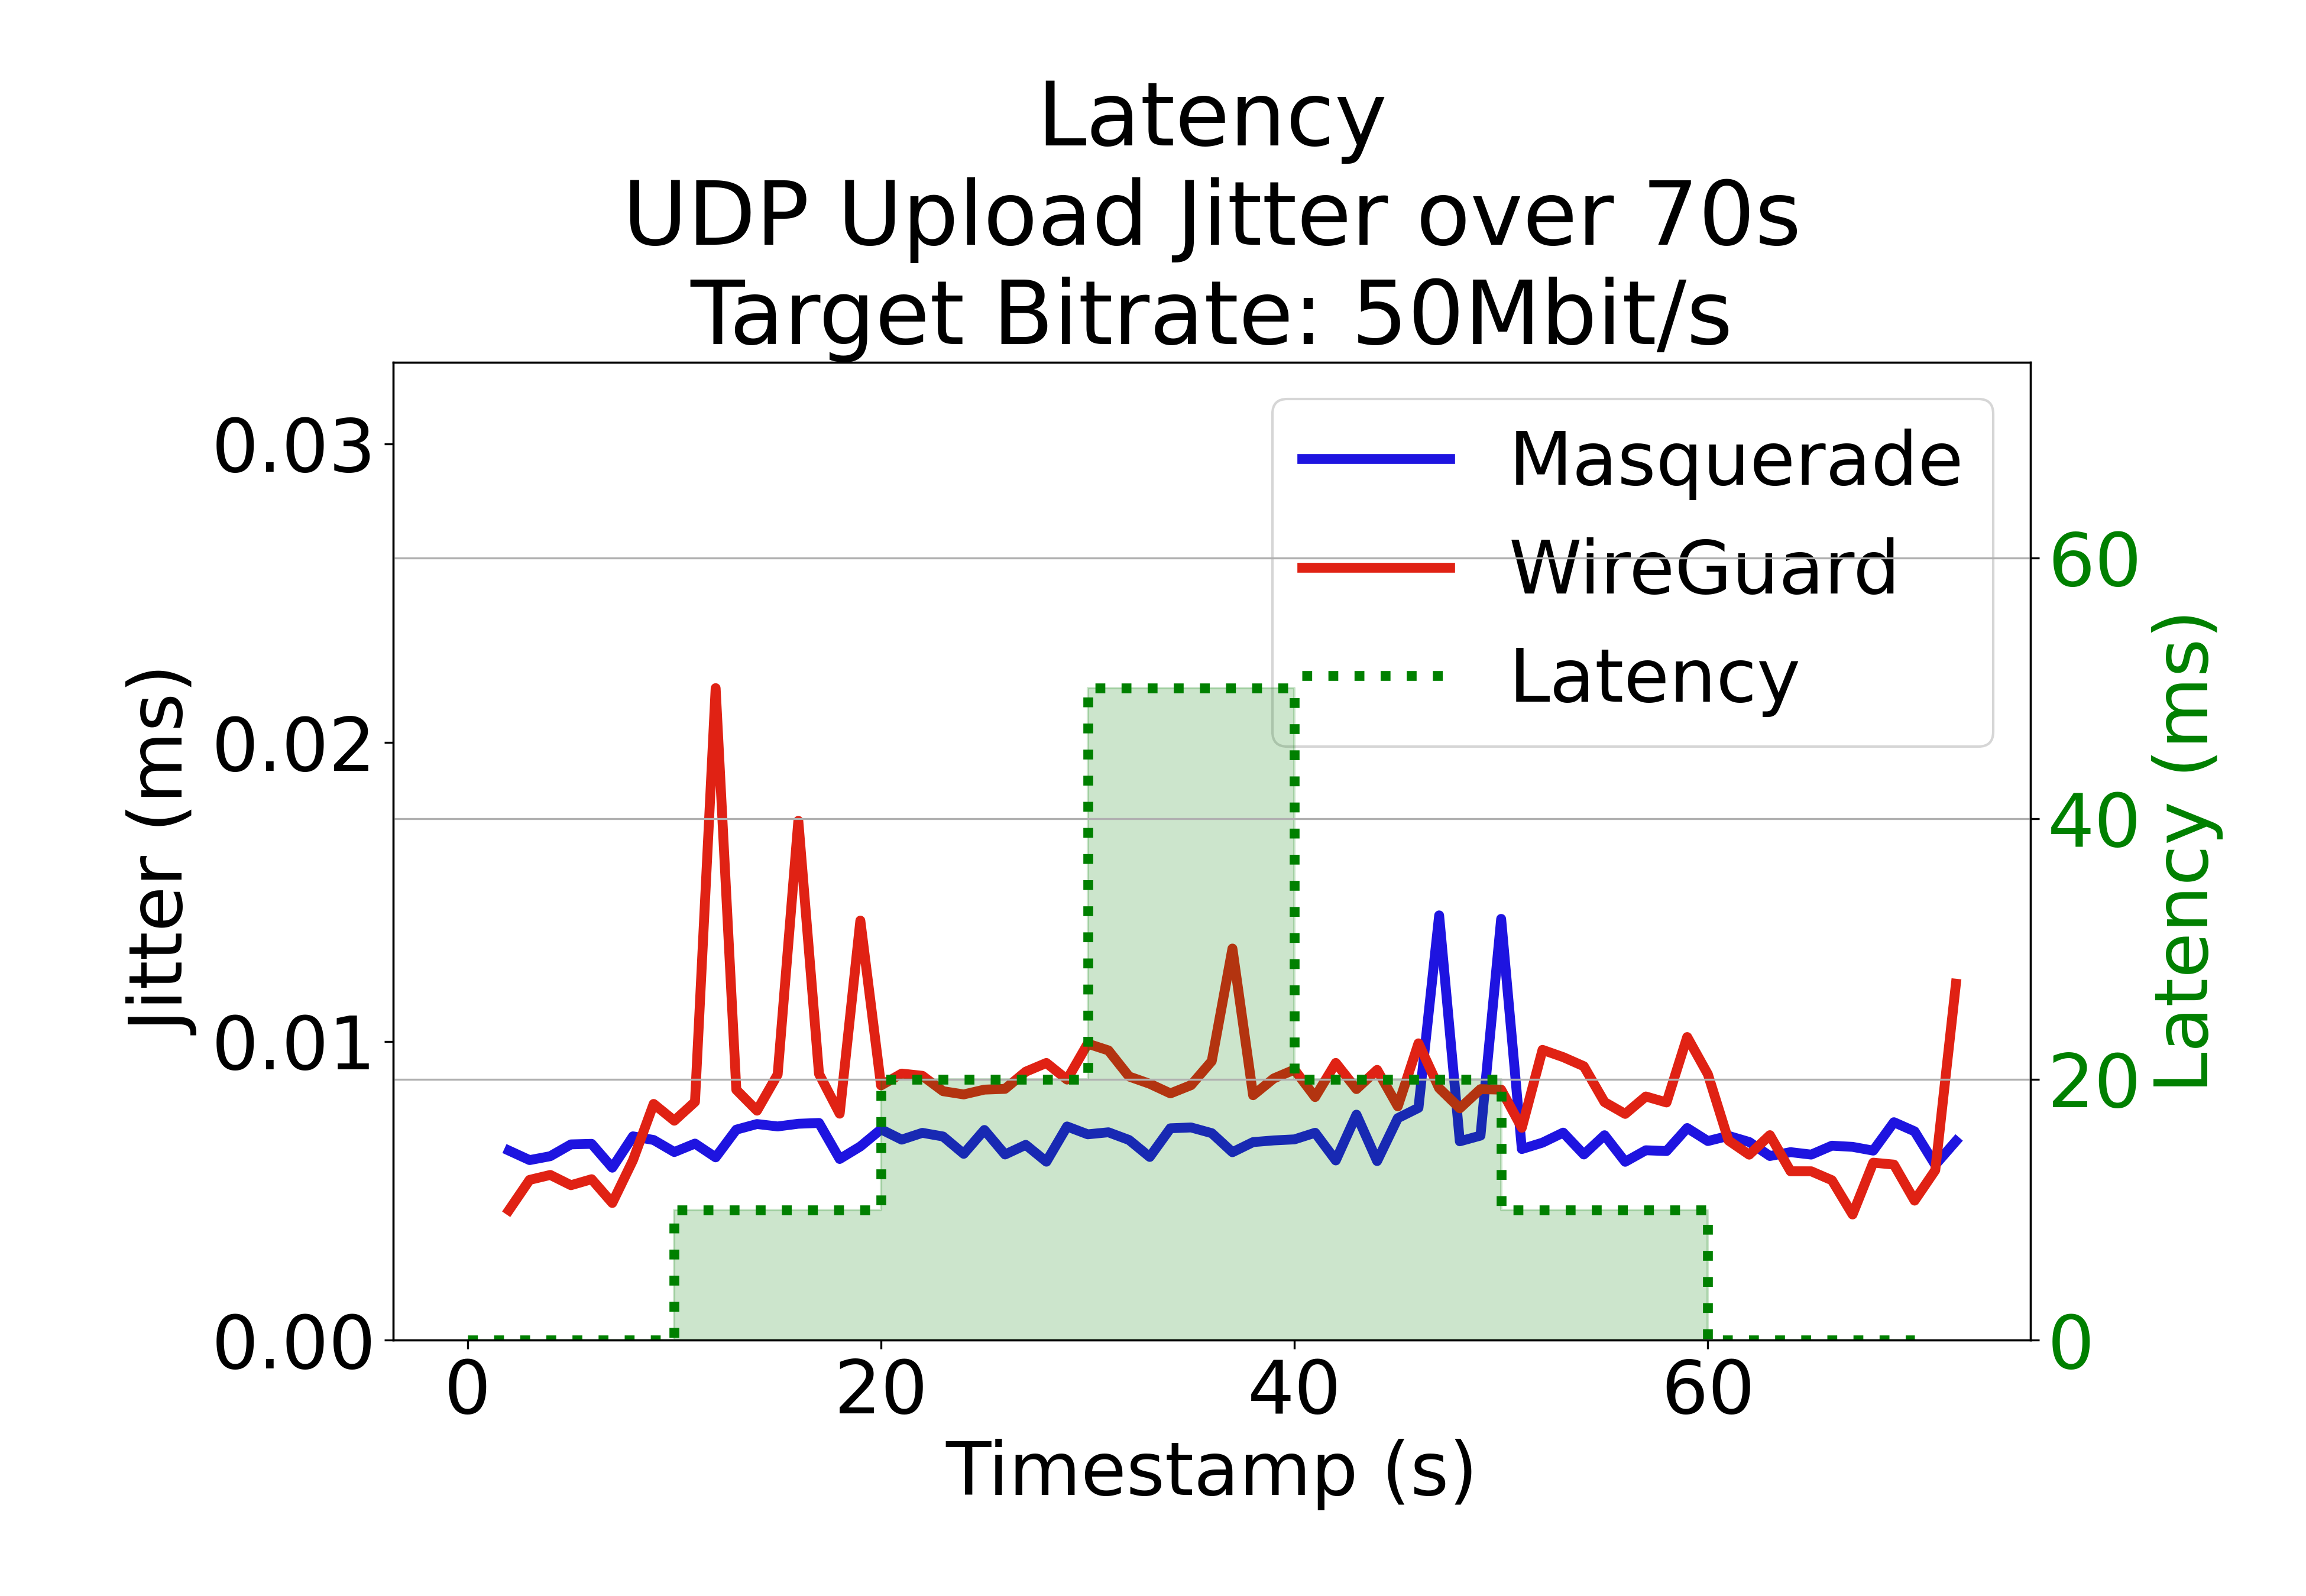 Latency
UDP Upload Jitter over 70s
Target Bitrate: 50Mbit/s
Jitter (ms)
0.03
0.02
0.01
0.00
Masquerade
WireGuard
Latency
60
40
20
0
Latency (ms)
0 20 40 60
Timestamp (s)